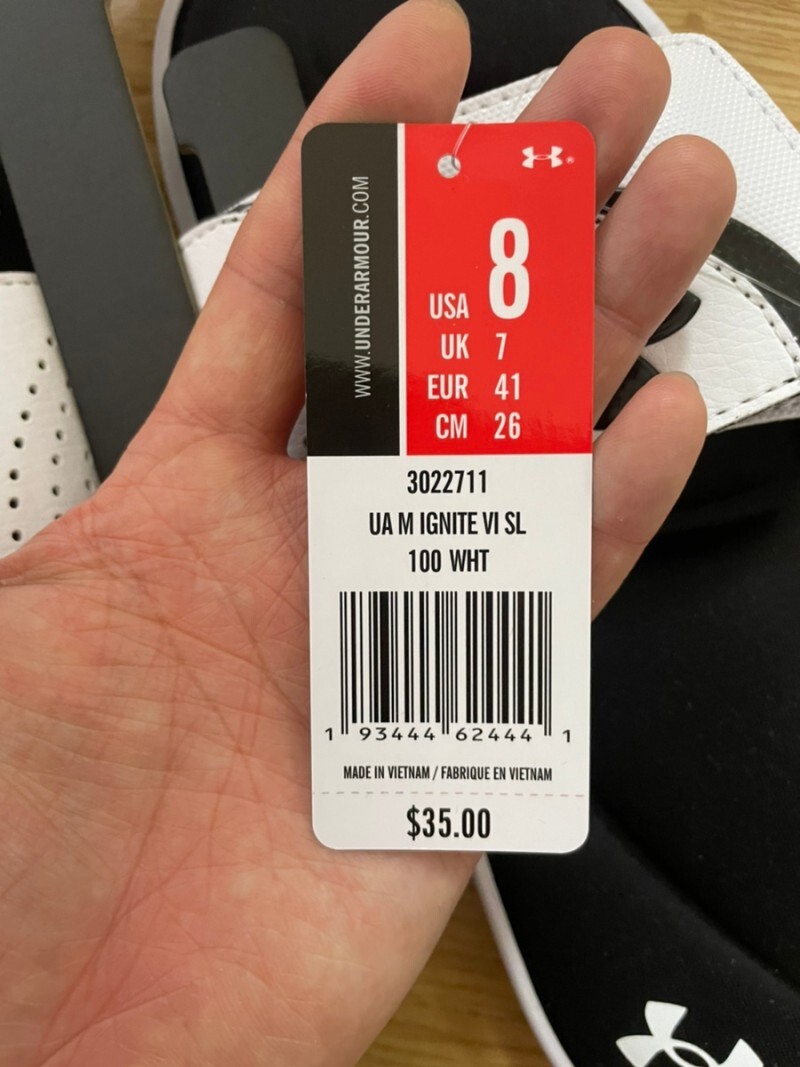 WWW.UNDERARMOUR.COM
®
USA 8
UK 7
EUR 41
CM 26
3022711
UA M IGNITE VI SL
100 WHT
1 93444 62444 1
MADE IN VIETNAM / FABRIQUE EN VIETNAM
$35.00